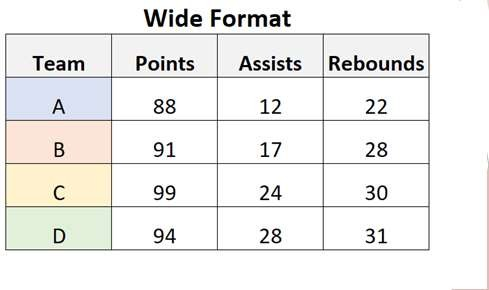 Wide Format
Team Points Assists Rebounds
A 88 12 22
B 91 17 28
C 99 24 30
D 94 28 31